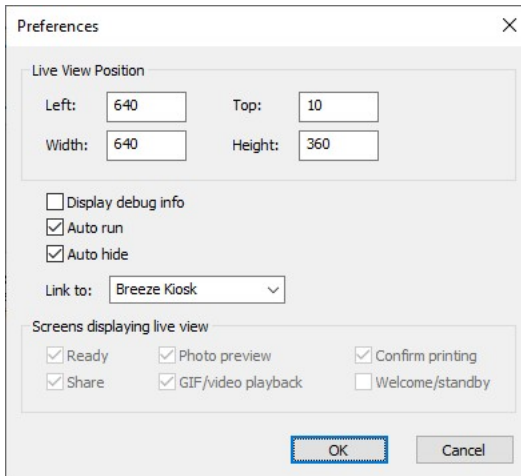 Preferences
Live View Position
Left: 640 Top: 10
Width: 640 Height: 360
Display debug info
Auto run
Auto hide
Link to: Breeze Kiosk
Screens displaying live view
Ready Photo preview Confirm printing
Share GIF/video playback Welcome/standby
OK Cancel